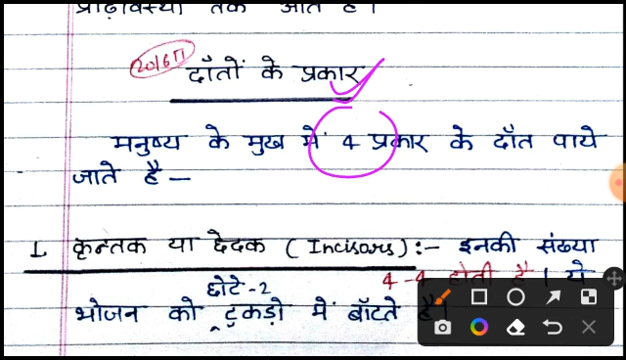 प्रौढ़ावस्था तक आते है।
2016 П
दाँतों के प्रकार
मनुष्य के मुख में 4 प्रकार के दाँत पाये
जाते है —
1. कृन्तक या छेदक ( Incisors ) :- इनकी संख्या
4-4 होती है । ये
छोटे-2
भोजन को टुकड़ो में बाँटते है।